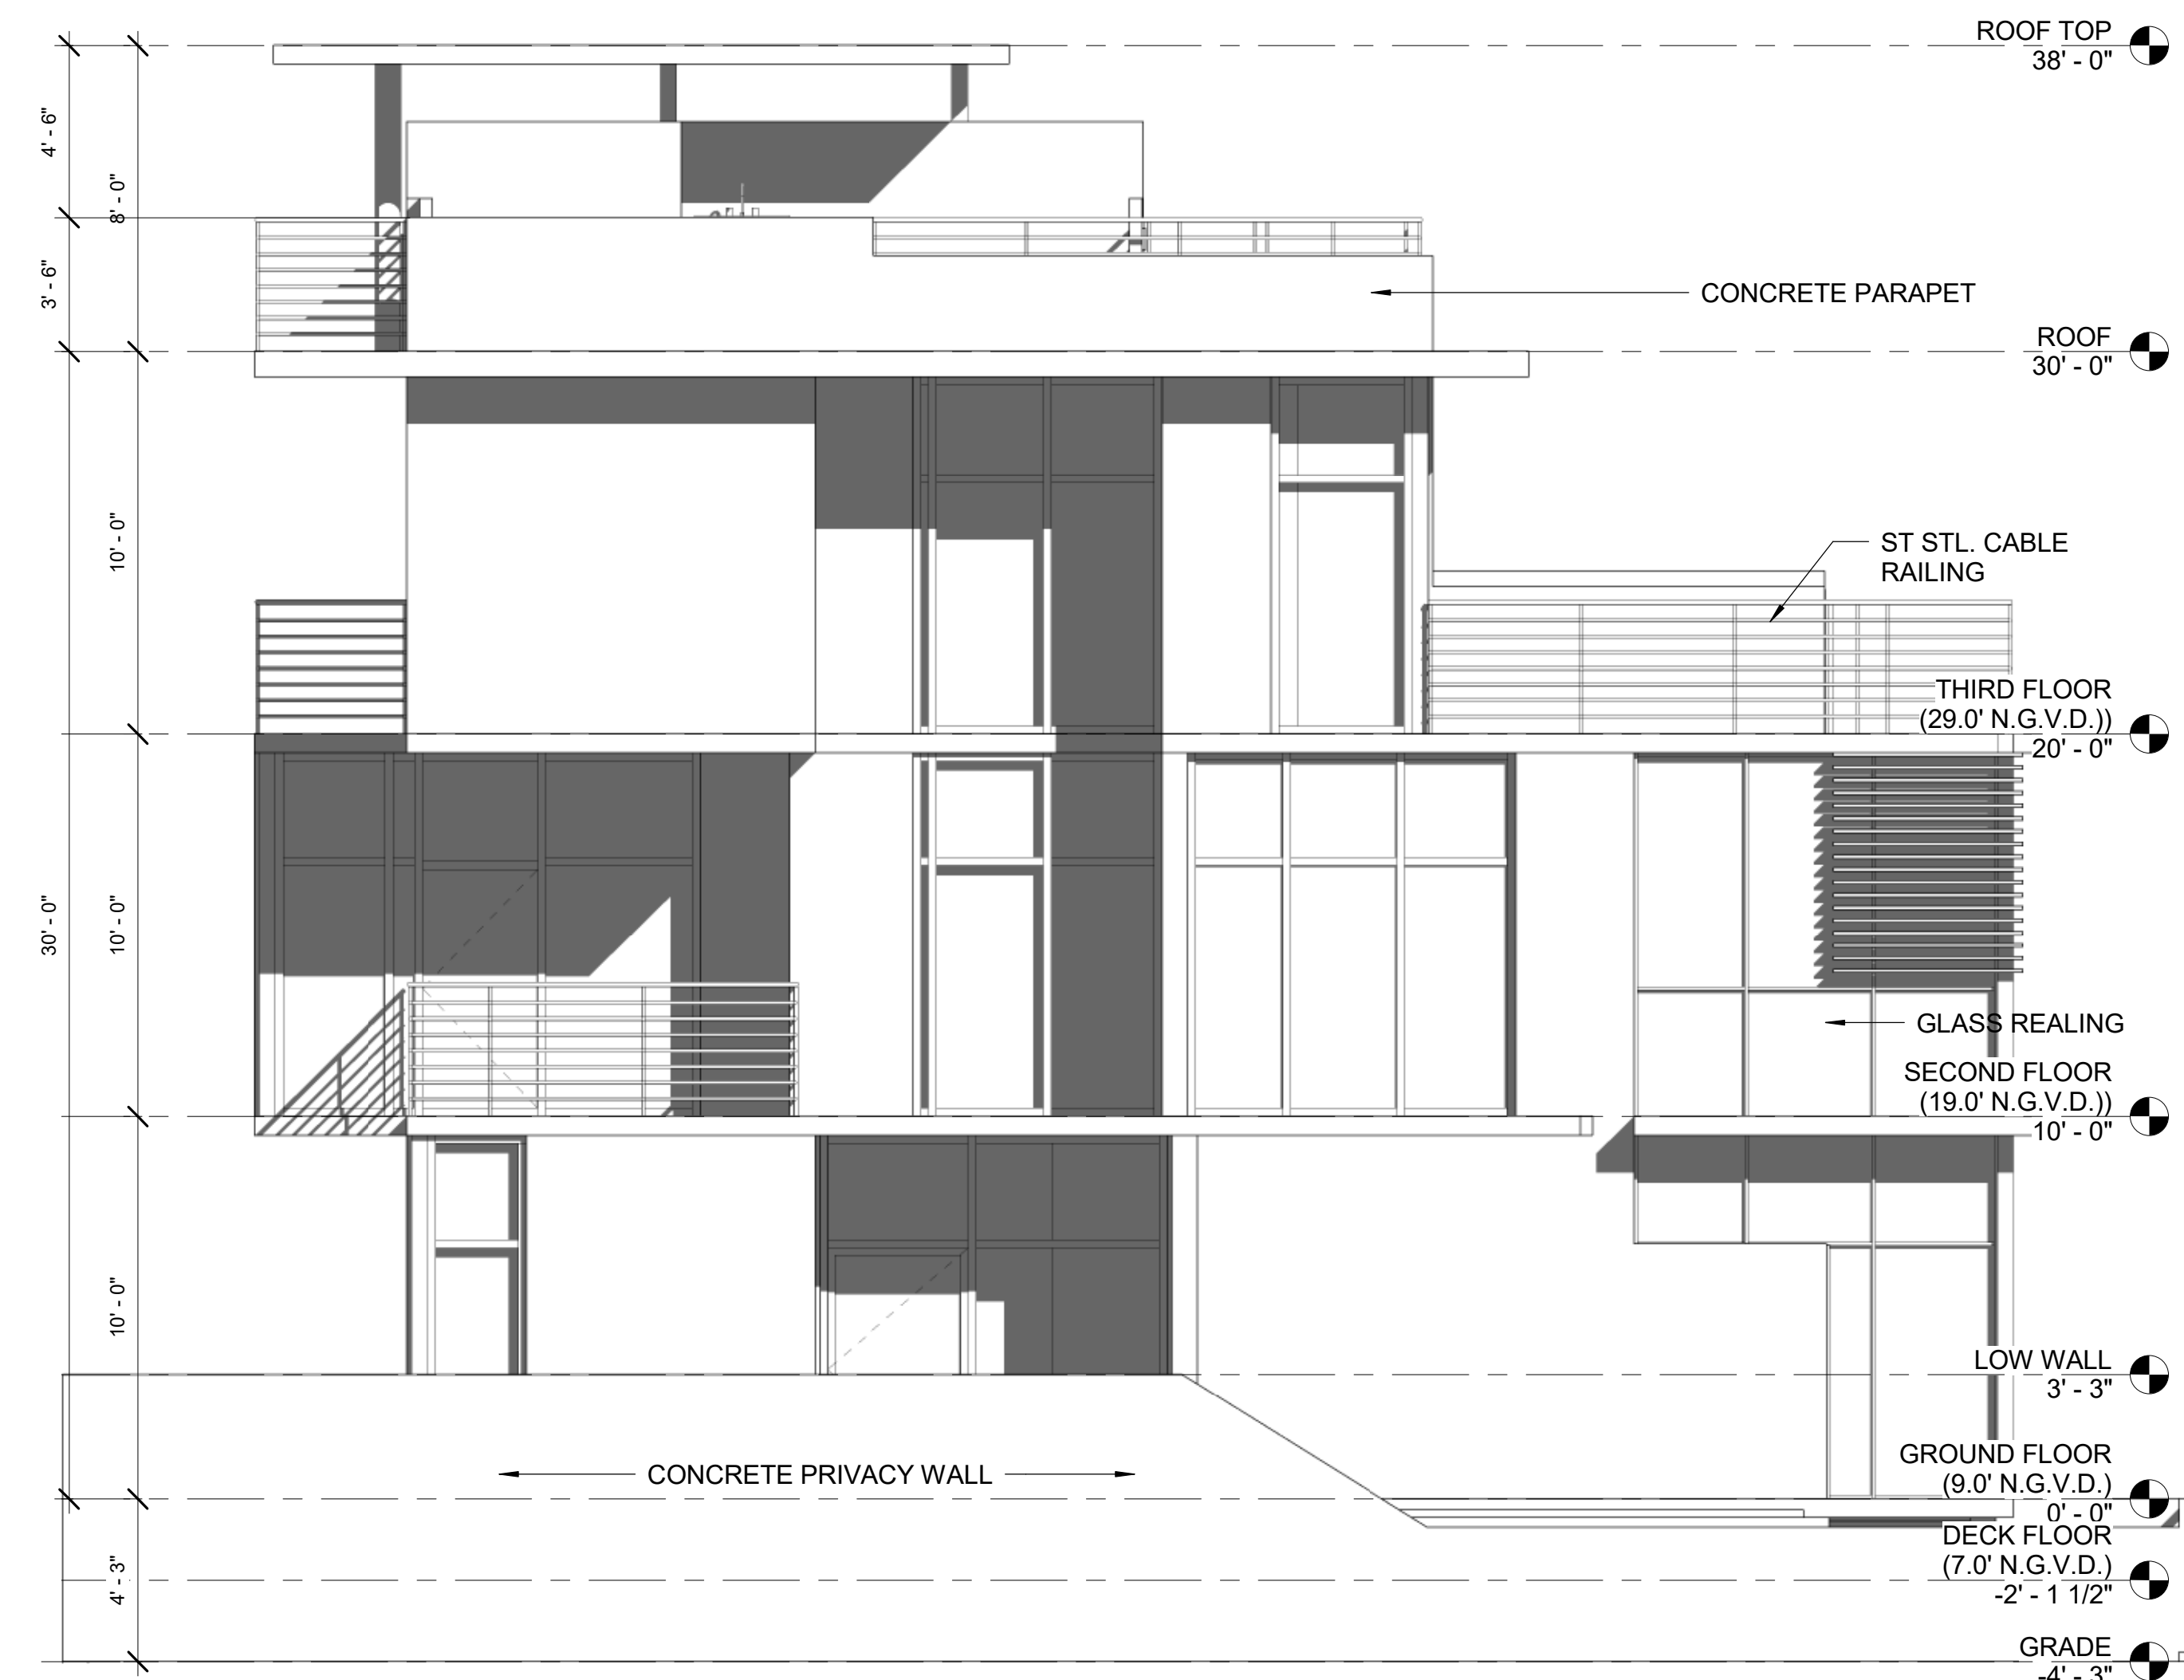 ROOF TOP
38' - 0"
4' - 6"
8' - 0"
3' - 6"
CONCRETE PARAPET
ROOF
30' - 0"
10' - 0"
ST STL. CABLE
RAILING
THIRD FLOOR
(29.0' N.G.V.D.))
20' - 0"
30' - 0"
10' - 0"
GLASS REALING
SECOND FLOOR
(19.0' N.G.V.D.))
10' - 0"
10' - 0"
LOW WALL
3' - 3"
CONCRETE PRIVACY WALL
GROUND FLOOR
(9.0' N.G.V.D.)
0' - 0"
DECK FLOOR
(7.0' N.G.V.D.)
-2' - 1 1/2"
4' - 3"
GRADE
-4' - 3"